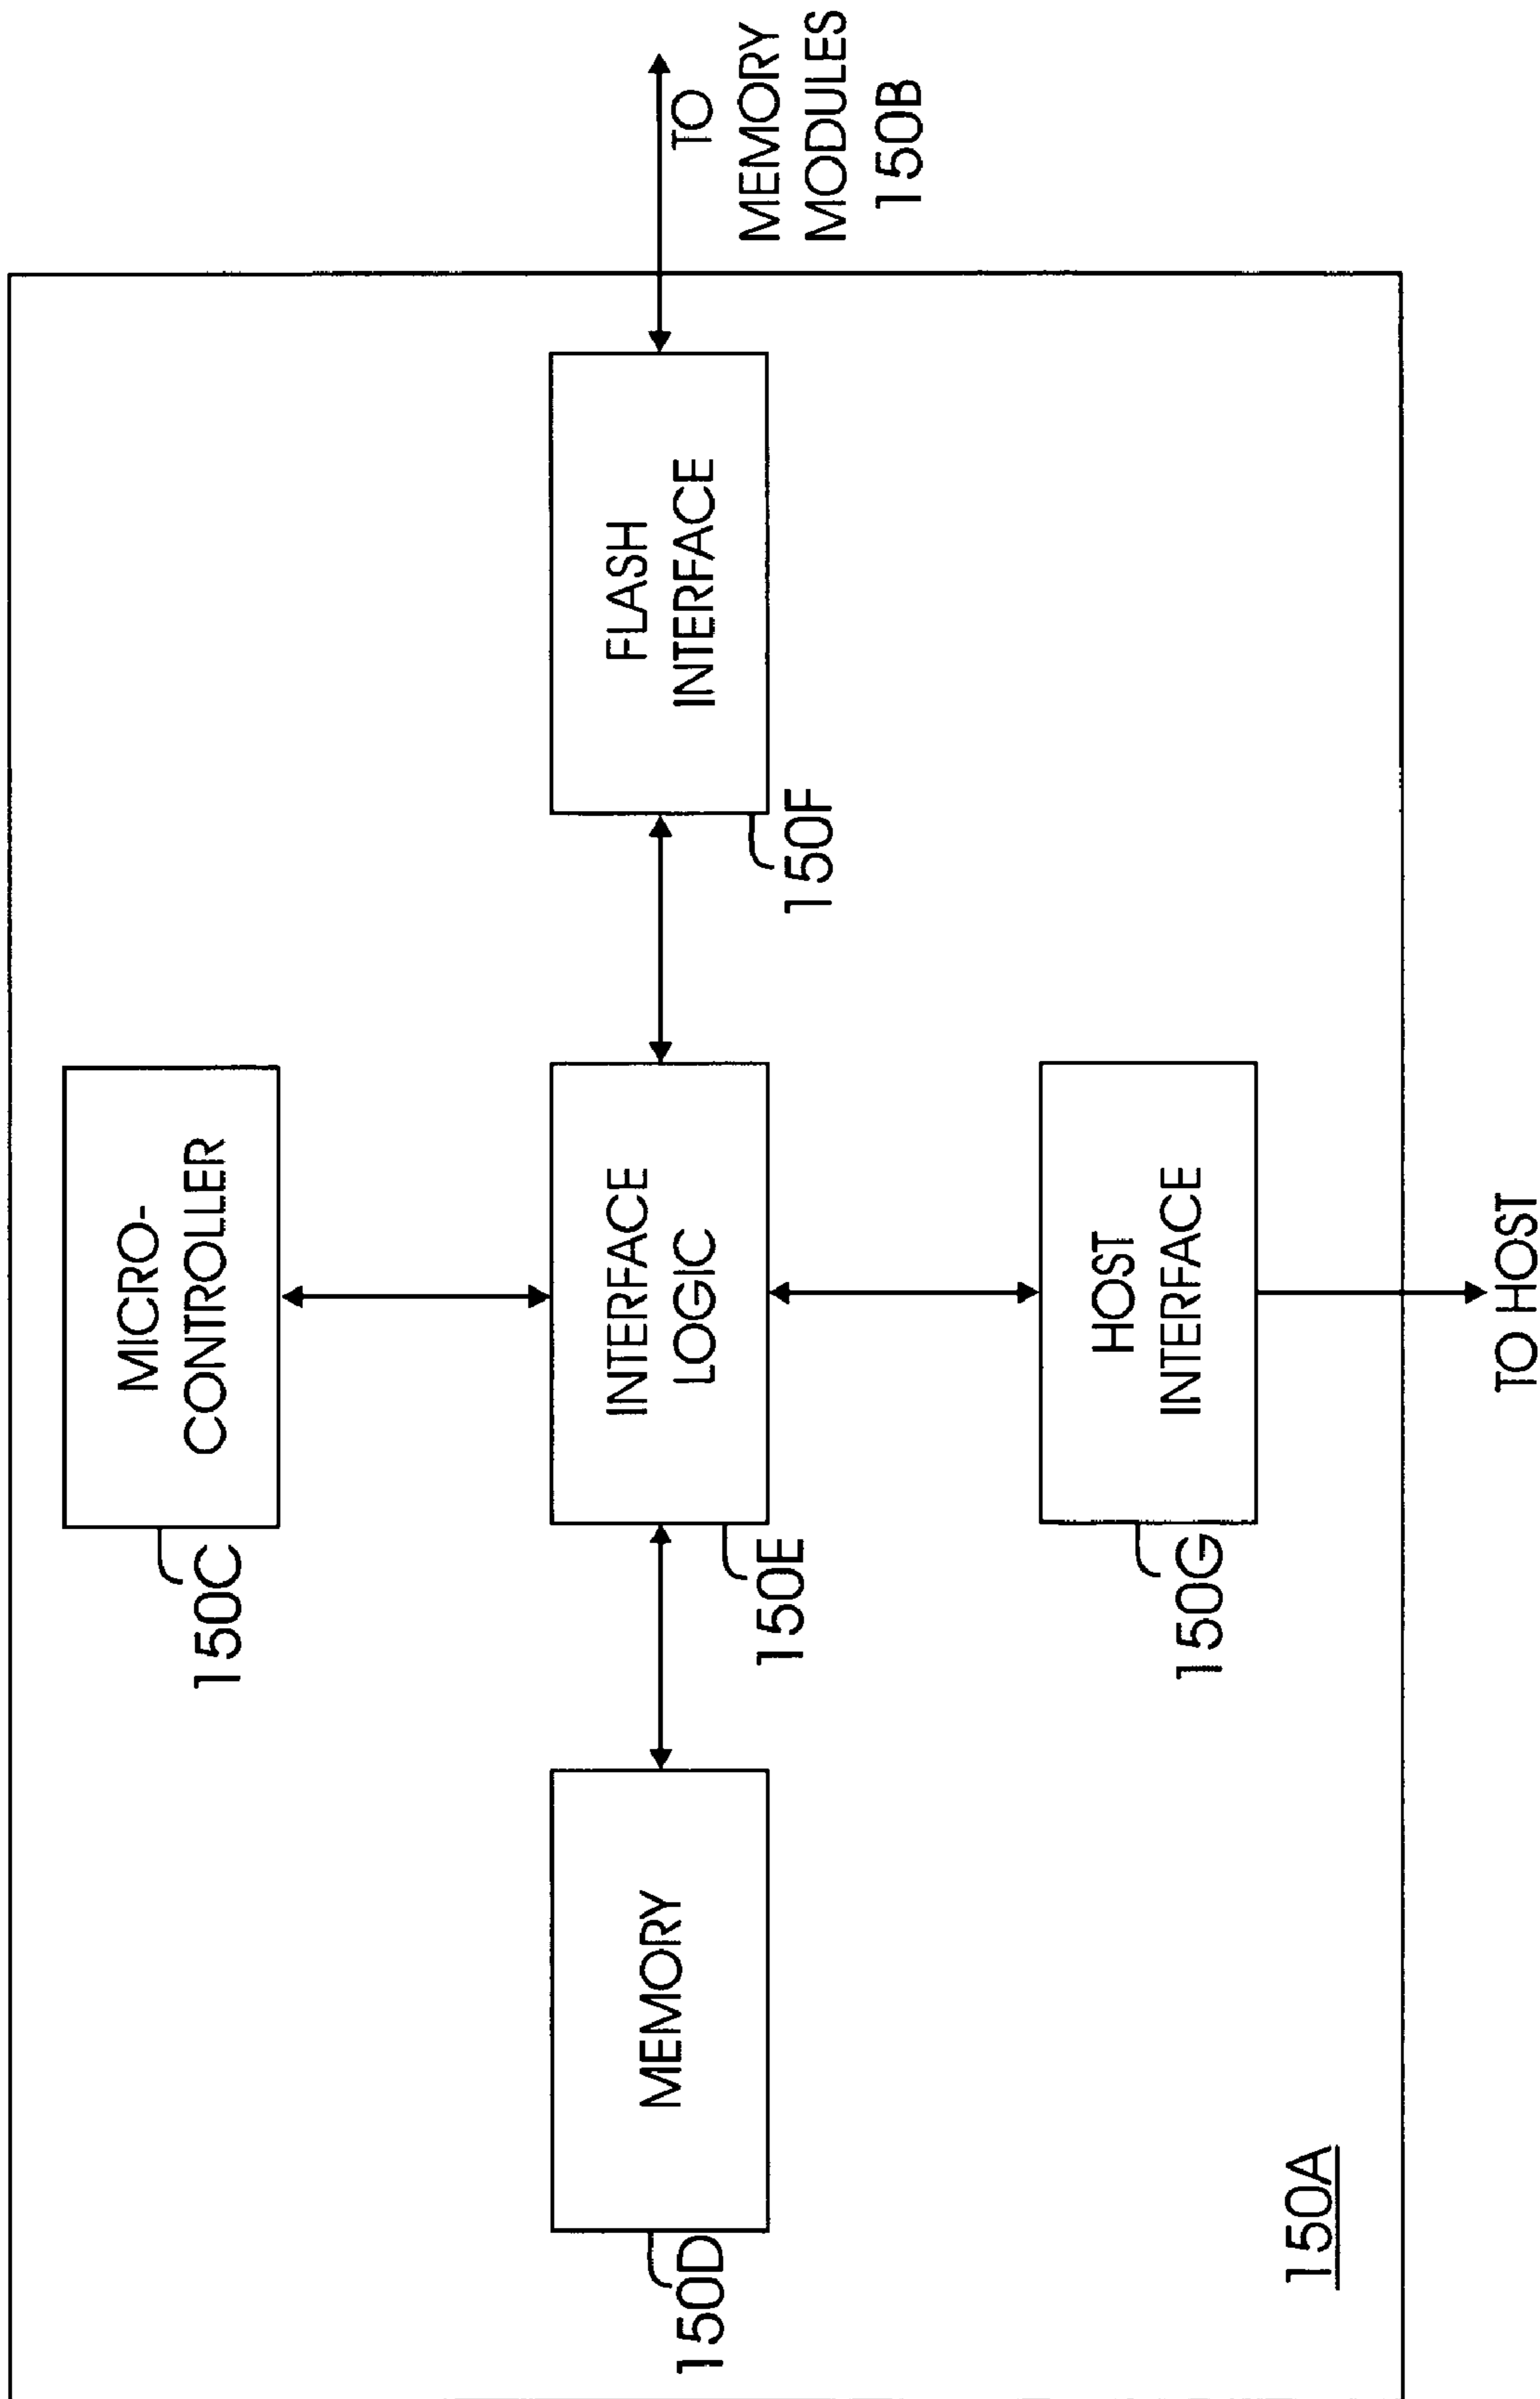 MICRO-
CONTROLLER
150C
MEMORY
150D
INTERFACE
LOGIC
150E
FLASH
INTERFACE
150F
TO
MEMORY
MODULES
150B
HOST
INTERFACE
150G
150A
TO HOST